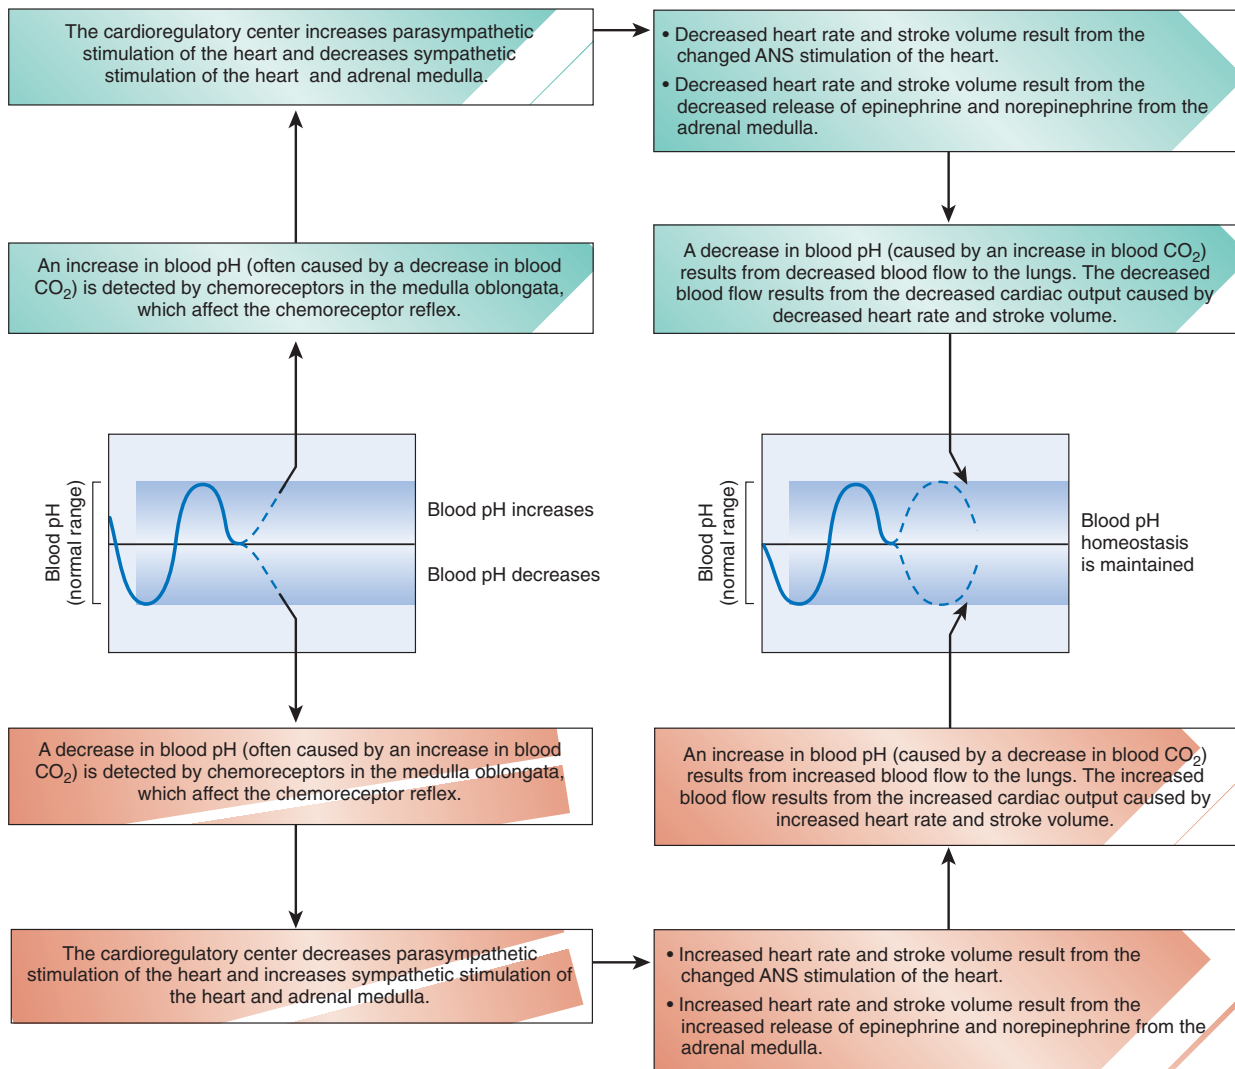 The cardioregulatory center increases parasympathetic
stimulation of the heart and decreases sympathetic
stimulation of the heart and adrenal medulla.
• Decreased heart rate and stroke volume result from the
changed ANS stimulation of the heart.
• Decreased heart rate and stroke volume result from the
decreased release of epinephrine and norepinephrine from the
adrenal medulla.
An increase in blood pH (often caused by a decrease in blood
CO₂) is detected by chemoreceptors in the medulla oblongata,
which affect the chemoreceptor reflex.
A decrease in blood pH (caused by an increase in blood CO₂)
results from decreased blood flow to the lungs. The decreased
blood flow results from the decreased cardiac output caused by
decreased heart rate and stroke volume.
Blood pH
(normal range)
Blood pH increases
Blood pH decreases
Blood pH
(normal range)
Blood pH
homeostasis
is maintained
A decrease in blood pH (often caused by an increase in blood
CO₂) is detected by chemoreceptors in the medulla oblongata,
which affect the chemoreceptor reflex.
An increase in blood pH (caused by a decrease in blood CO₂)
results from increased blood flow to the lungs. The increased
blood flow results from the increased cardiac output caused by
increased heart rate and stroke volume.
The cardioregulatory center decreases parasympathetic
stimulation of the heart and increases sympathetic stimulation of
the heart and adrenal medulla.
• Increased heart rate and stroke volume result from the
changed ANS stimulation of the heart.
• Increased heart rate and stroke volume result from the
increased release of epinephrine and norepinephrine from the
adrenal medulla.